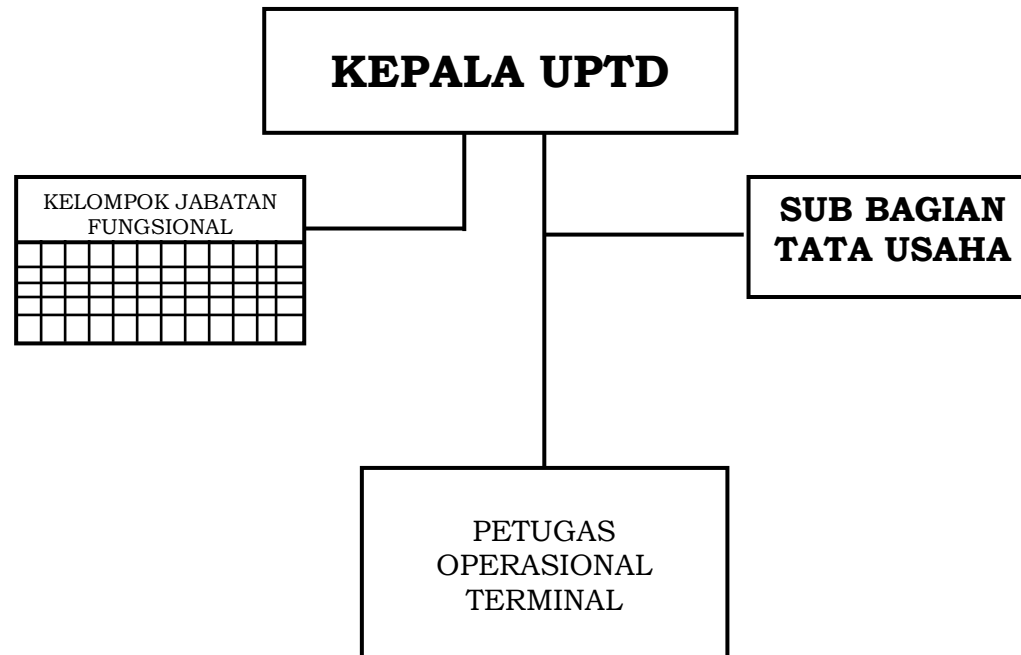 KEPALA UPTD
KELOMPOK JABATAN
FUNGSIONAL
SUB BAGIAN
TATA USAHA
PETUGAS
OPERASIONAL
TERMINAL